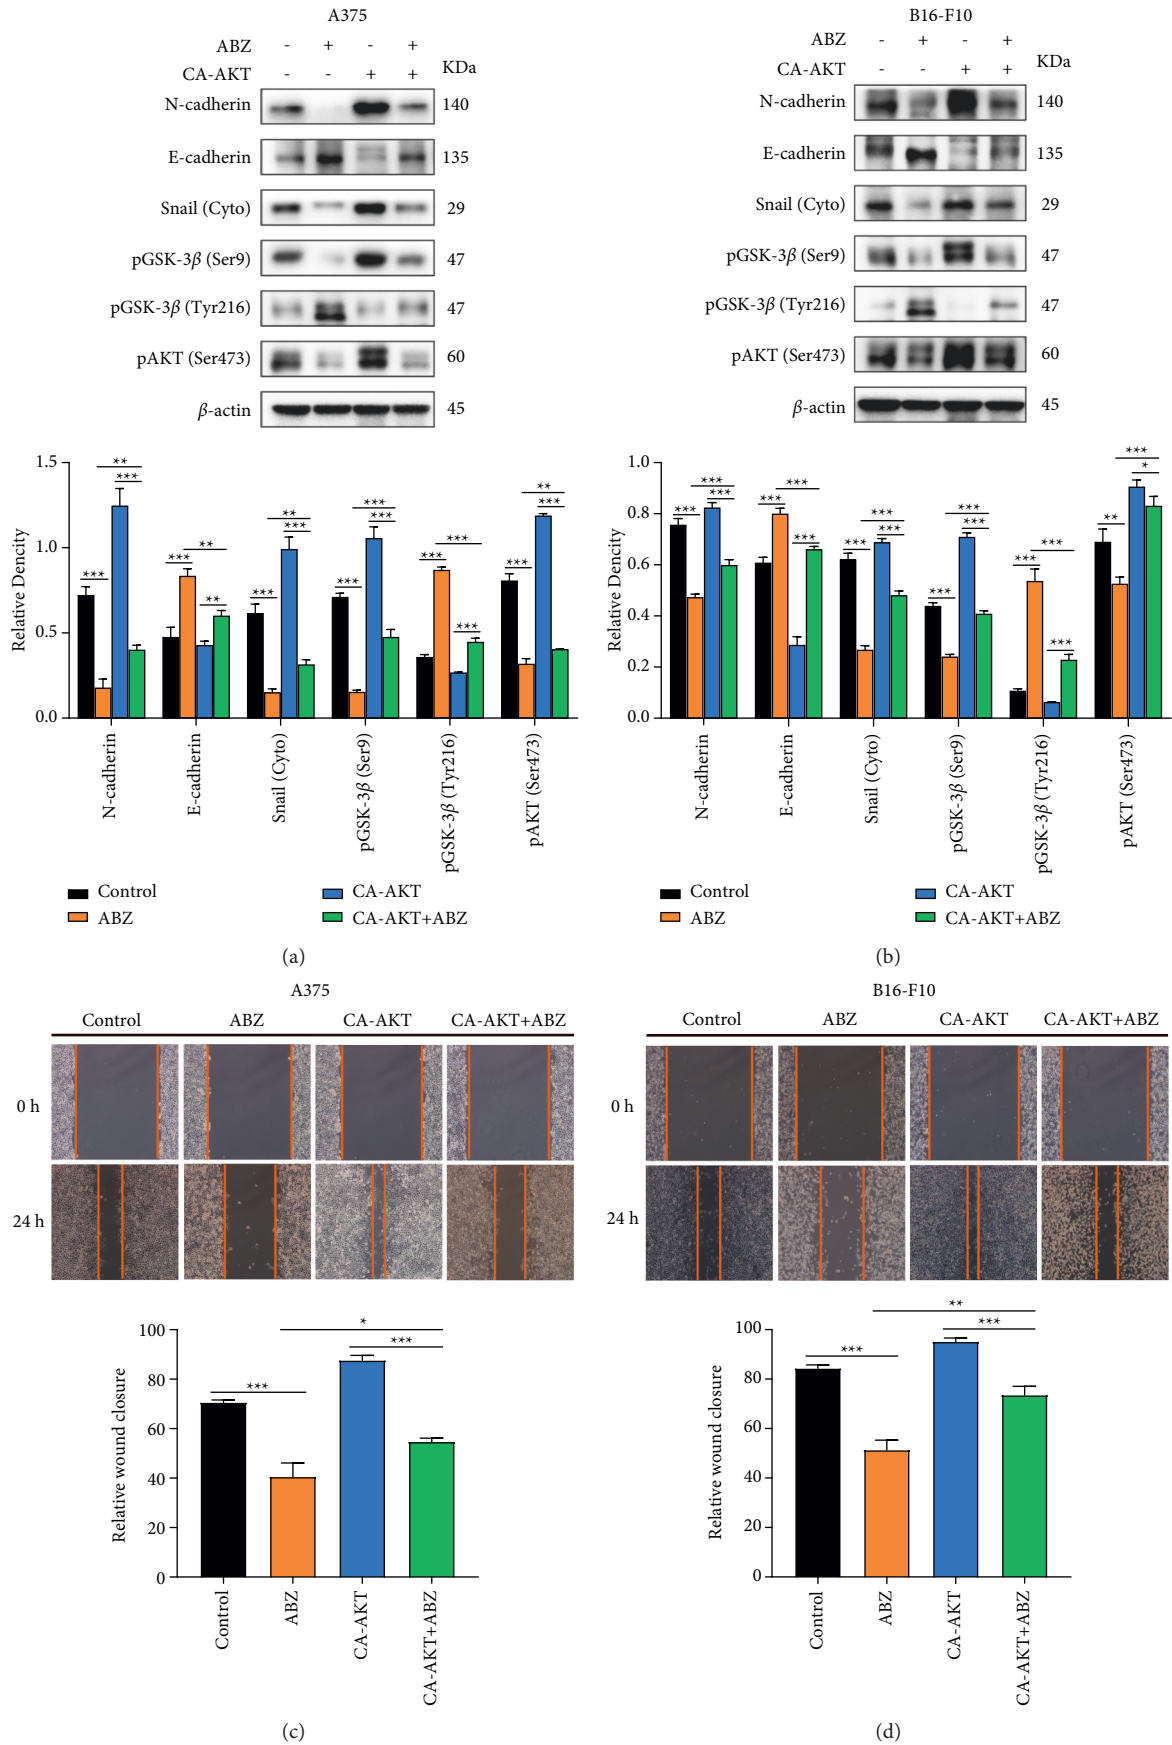 A375
ABZ - + - +
CA-AKT - - + + KDa
N-cadherin 140
E-cadherin 135
Snail (Cyto) 29
pGSK-3β (Ser9) 47
pGSK-3β (Tyr216) 47
pAKT (Ser473) 60
β-actin 45
B16-F10
ABZ - + - +
CA-AKT - - + + KDa
N-cadherin 140
E-cadherin 135
Snail (Cyto) 29
pGSK-3β (Ser9) 47
pGSK-3β (Tyr216) 47
pAKT (Ser473) 60
β-actin 45
Relative Dencity
1.5
1.0
0.5
0.0
*** ** ***
*** ** **
*** ** ***
*** *** ***
*** *** ***
*** ** ***
N-cadherin
E-cadherin
Snail (Cyto)
pGSK-3β (Ser9)
pGSK-3β (Tyr216)
pAKT (Ser473)
Control
ABZ
CA-AKT
CA-AKT+ABZ
(a)
Relative Dencity
1.0
0.8
0.6
0.4
0.2
0.0
*** *** ***
*** *** ***
*** *** ***
*** *** ***
*** *** ***
** *** *
N-cadherin
E-cadherin
Snail (Cyto)
pGSK-3β (Ser9)
pGSK-3β (Tyr216)
pAKT (Ser473)
Control
ABZ
CA-AKT
CA-AKT+ABZ
(b)
A375
Control ABZ CA-AKT CA-AKT+ABZ
0 h
24 h
Relative wound closure
100
80
60
40
20
0
*
***
***
Control
ABZ
CA-AKT
CA-AKT+ABZ
(c)
B16-F10
Control ABZ CA-AKT CA-AKT+ABZ
0 h
24 h
Relative wound closure
100
80
60
40
20
0
**
***
***
Control
ABZ
CA-AKT
CA-AKT+ABZ
(d)